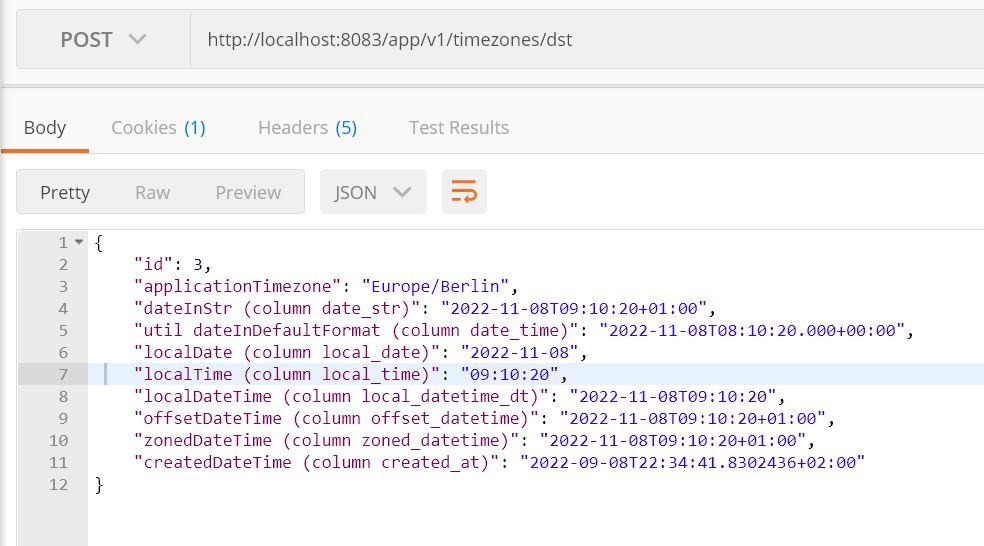 POST http://localhost:8083/app/v1/timezones/dst
Body Cookies (1) Headers (5) Test Results
Pretty Raw Preview JSON
1 {
2 "id": 3,
3 "applicationTimezone": "Europe/Berlin",
4 "dateInStr (column date_str)": "2022-11-08T09:10:20+01:00",
5 "util dateInDefaultFormat (column date_time)": "2022-11-08T08:10:20.000+00:00",
6 "localDate (column local_date)": "2022-11-08",
7 "localTime (column local_time)": "09:10:20",
8 "localDateTime (column local_datetime_dt)": "2022-11-08T09:10:20",
9 "offsetDateTime (column offset_datetime)": "2022-11-08T09:10:20+01:00",
10 "zonedDateTime (column zoned_datetime)": "2022-11-08T09:10:20+01:00",
11 "createdDateTime (column created_at)": "2022-09-08T22:34:41.8302436+02:00"
12 }